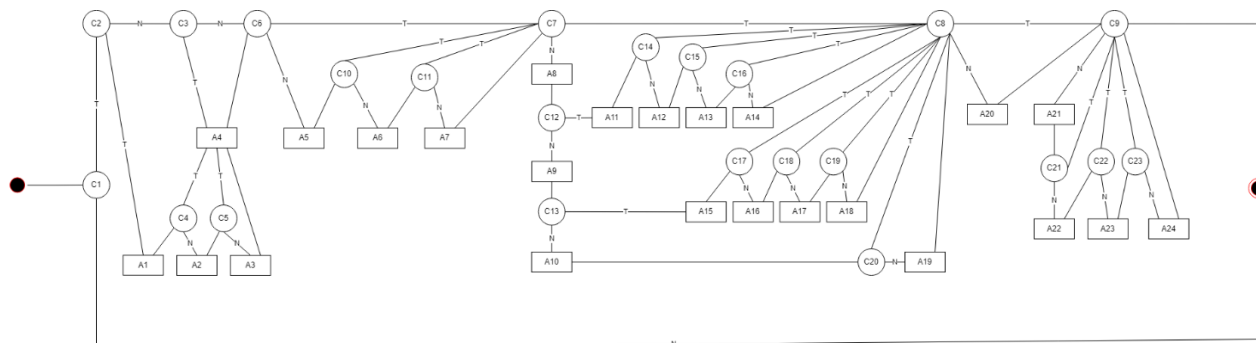 C2 N C3 N C6 T C7 T C8 T C9
T T T T T N
C14 C15 C16
T T T
N N N
C10 C11 A8
N N N
T
C12 T A11 A12 A13 A14 A20 A21
T N
A4 A5 A6 A7
N T T T T T T
C17 C18 C19 C21 C22 C23
A9
T T N N N N N N
C1
N T
C4 C5 C13 A15 A16 A17 A18
N N N T A22 A23 A24
A1 A2 A3 A10 C20 N A19
N